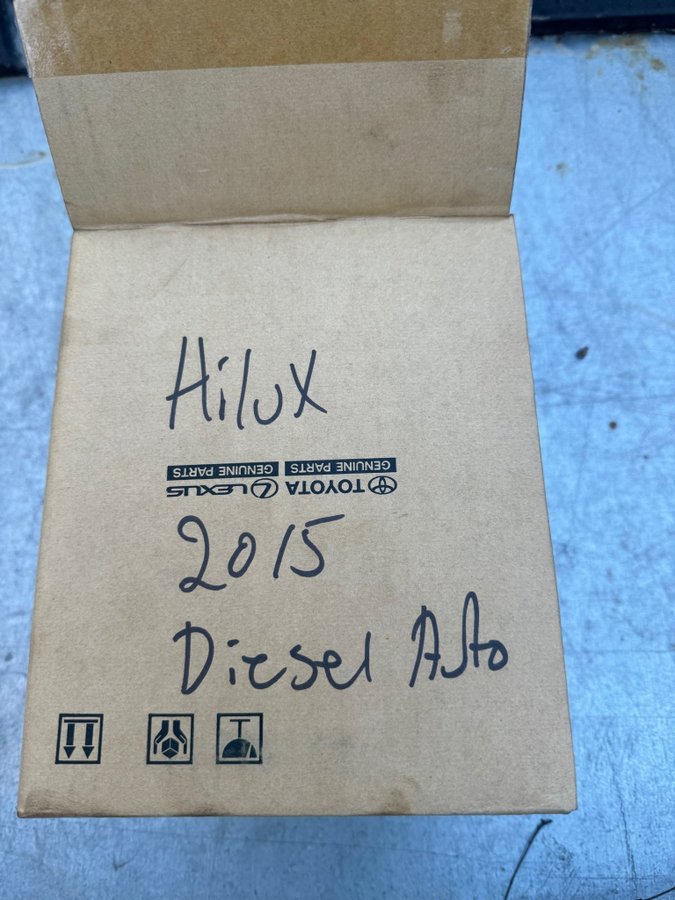 Hilux
GENUINE PARTS GENUINE PARTS
TOYOTA LEXUS
2015
Diesel Auto